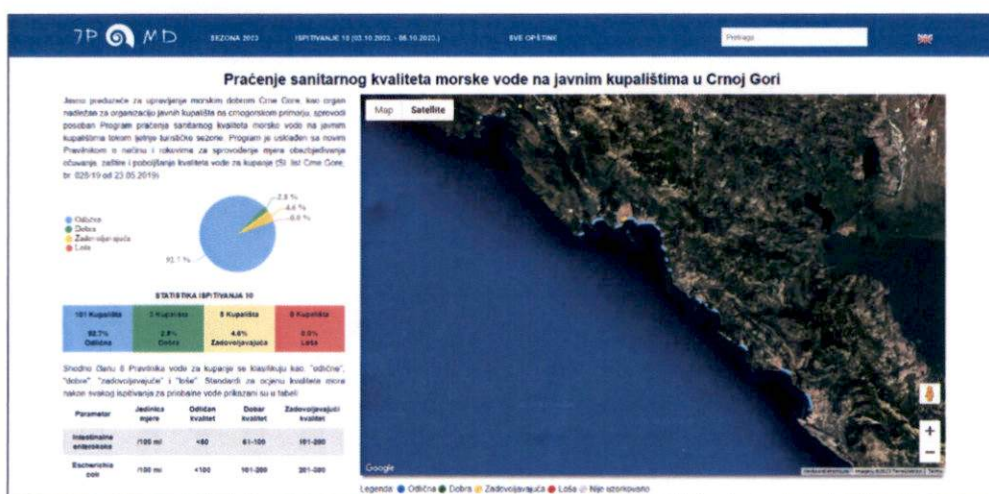 7P MD
SEZONA 2023
ISPITIVANJE 10 (03.10.2023. - 06.10.2023.)
SVE OPŠTINE
Pretraga
Praćenje sanitarnog kvaliteta morske vode na javnim kupalištima u Crnoj Gori
Javno preduzeće za upravljanje morskim dobrom Crne Gore, kao organ
nadležan za organizaciju javnih kupališta na crnogorskom primorju, sprovodi
poseban Program praćenja sanitarnog kvaliteta morske vode na javnim
kupalištima tokom ljetnje turističke sezone. Program je usklađen sa novim
Pravilnikom o načinu i rokovima za sprovođenje mjera obezbjeđivanja
očuvanja, zaštite i poboljšanja kvaliteta vode za kupanje (Sl. list Crne Gore,
br. 028/19 od 23.05.2019)
Odlična
Dobra
Zadovoljavajuća
Loša
2.8 %
4.6 %
0.0 %
92.7 %
STATISTIKA ISPITIVANJA 10
101 Kupališta
3 Kupališta
5 Kupališta
0 Kupališta
92.7%
2.8%
4.6%
0.0%
Odlična
Dobra
Zadovoljavajuća
Loša
Shodno članu 8 Pravilnika vode za kupanje se klasifikuju kao, "odlične",
"dobre", "zadovoljavajuće" i "loše". Standardi za ocjenu kvaliteta mora
nakon svakog ispitivanja za priobalne vode prikazani su u tabeli
Parametar
Jedinica mjere
Odličan kvalitet
Dobar kvalitet
Zadovoljavajući kvalitet
Intestinalne enterokoke
/100 ml
<60
61-100
101-200
Escherichia coli
/100 ml
<100
101-200
201-300
Map
Satellite
Google
Legenda: Odlična Dobra Zadovoljavajuća Loša Nije uzorkovano